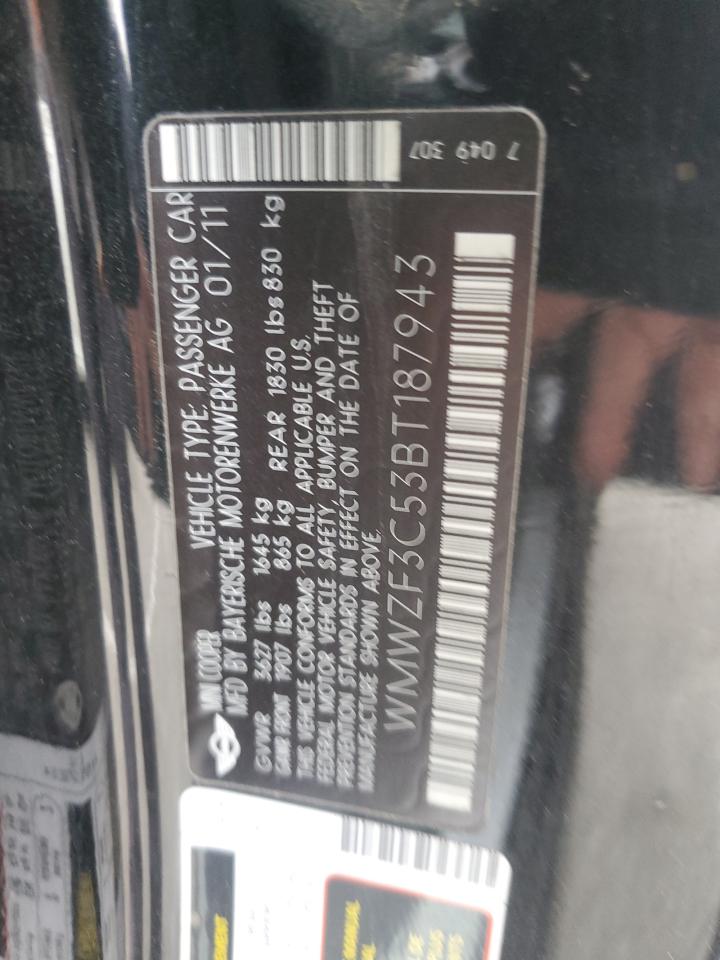 MINI COOPER VEHICLE TYPE: PASSENGER CAR
MFD BY BAYERISCHE MOTORENWERKE AG 01/11
GVWR 3627 lbs 1645 kg
GAWR FRONT 1907 lbs 865 kg REAR 1830 lbs 830 kg
THIS VEHICLE CONFORMS TO ALL APPLICABLE U.S.
FEDERAL MOTOR VEHICLE SAFETY, BUMPER AND THEFT
PREVENTION STANDARDS IN EFFECT ON THE DATE OF
MANUFACTURE SHOWN ABOVE.
WMWZF3C53BT187943
7 049 307